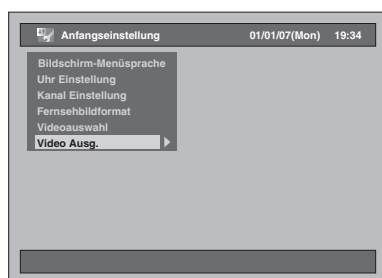 Anfangseinstellung 01/01/07(Mon) 19:34
Bildschirm-Menüsprache
Uhr Einstellung
Kanal Einstellung
Fernsehbildformat
Videoauswahl
Video Ausg.